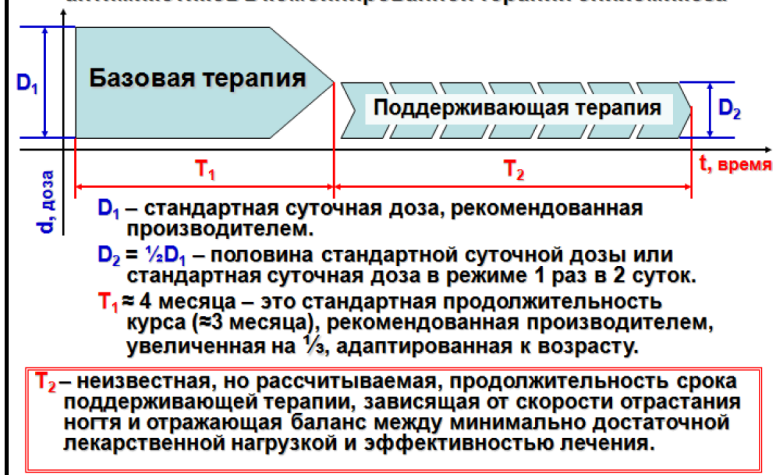 D₁
Базовая терапия
Поддерживающая терапия
D₂
d, доза
T₁
T₂
t, время
D₁ – стандартная суточная доза, рекомендованная
производителем.
D₂ = ½D₁ – половина стандартной суточной дозы или
стандартная суточная доза в режиме 1 раз в 2 суток.
T₁ ≈ 4 месяца – это стандартная продолжительность
курса (≈3 месяца), рекомендованная производителем,
увеличенная на ⅓, адаптированная к возрасту.
T₂ – неизвестная, но рассчитываемая, продолжительность срока
поддерживающей терапии, зависящая от скорости отрастания
ногтя и отражающая баланс между минимально достаточной
лекарственной нагрузкой и эффективностью лечения.